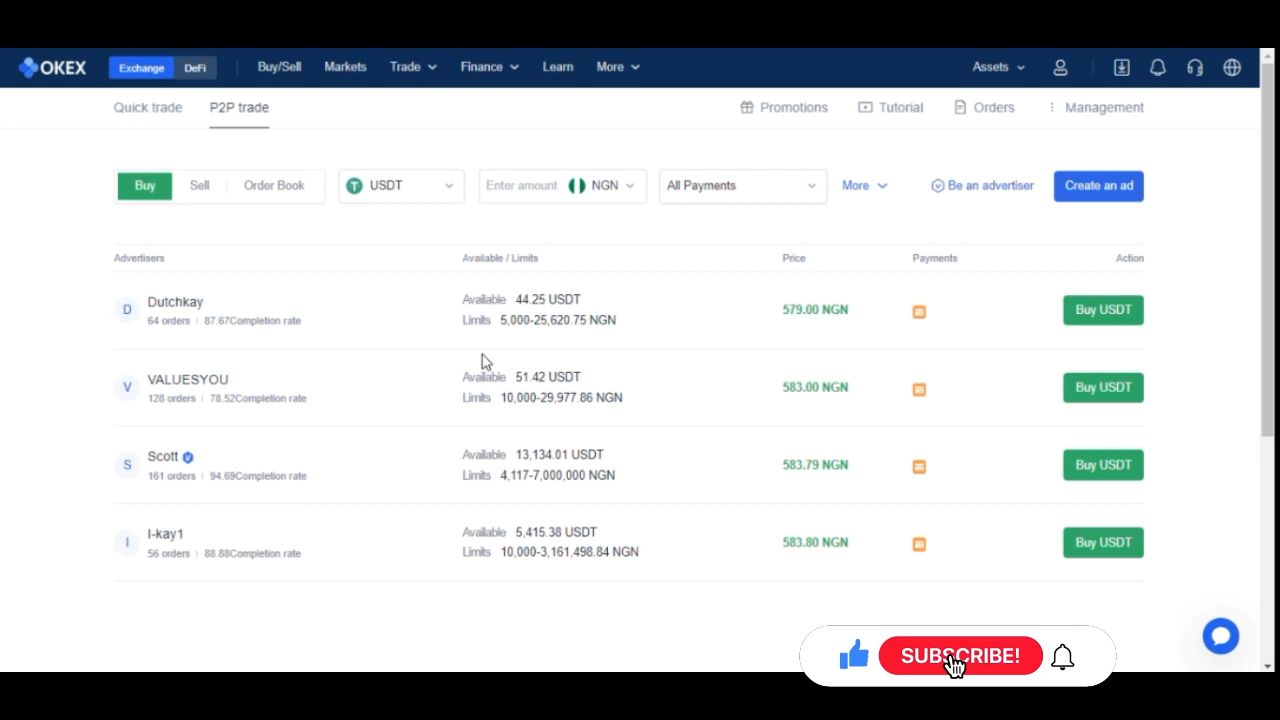 OKEX Exchange DeFi Buy/Sell Markets Trade Finance Learn More Assets
Quick trade P2P trade Promotions Tutorial Orders Management
Buy Sell Order Book T USDT Enter amount NGN All Payments More Be an advertiser Create an ad
Advertisers Available / Limits Price Payments Action
D Dutchkay Available 44.25 USDT 579.00 NGN Buy USDT
64 orders | 87.67Completion rate Limits 5,000-25,620.75 NGN
V VALUESYOU Available 51.42 USDT 583.00 NGN Buy USDT
128 orders | 78.52Completion rate Limits 10,000-29,977.86 NGN
S Scott Available 13,134.01 USDT 583.79 NGN Buy USDT
161 orders | 94.69Completion rate Limits 4,117-7,000,000 NGN
I I-kay1 Available 5,415.38 USDT 583.80 NGN Buy USDT
56 orders | 88.88Completion rate Limits 10,000-3,161,498.84 NGN
SUBSCRIBE!